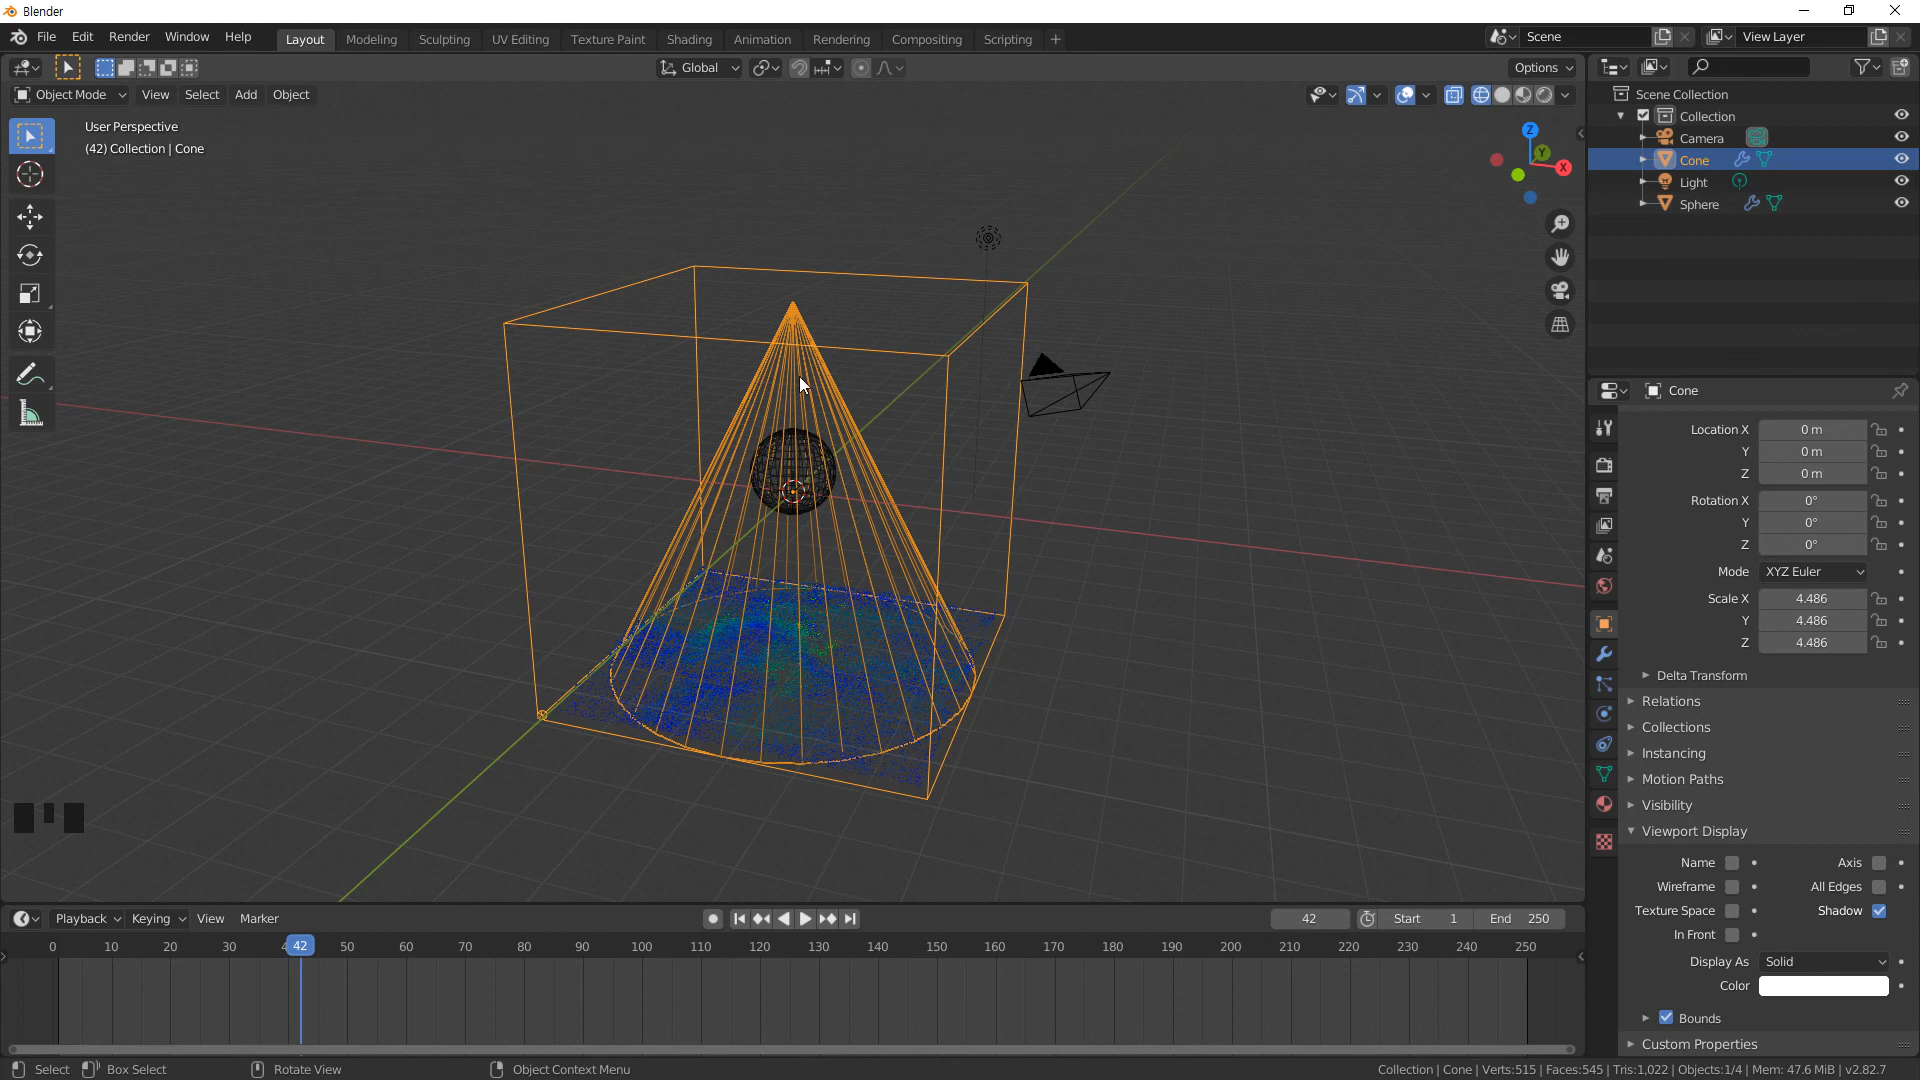 Blender
File Edit Render Window Help Layout Modeling Sculpting UV Editing Texture Paint Shading Animation Rendering Compositing Scripting + Scene View Layer
Global Options
Object Mode View Select Add Object
User Perspective
(42) Collection | Cone
Z
Y
X
Scene Collection
Collection
Camera
Cone
Light
Sphere
Cone
Location X 0 m
Y 0 m
Z 0 m
Rotation X 0°
Y 0°
Z 0°
Mode XYZ Euler
Scale X 4.486
Y 4.486
Z 4.486
Delta Transform
Relations
Collections
Instancing
Motion Paths
Visibility
Viewport Display
Name Axis
Wireframe All Edges
Texture Space Shadow
In Front
Display As Solid
Color
Bounds
Custom Properties
Playback Keying View Marker 42 Start 1 End 250
0 10 20 30 4 42 50 60 70 80 90 100 110 120 130 140 150 160 170 180 190 200 210 220 230 240 250
Select Box Select Rotate View Object Context Menu Collection | Cone | Verts:515 | Faces:545 | Tris:1,022 | Objects:1/4 | Mem: 47.6 MiB | v2.82.7